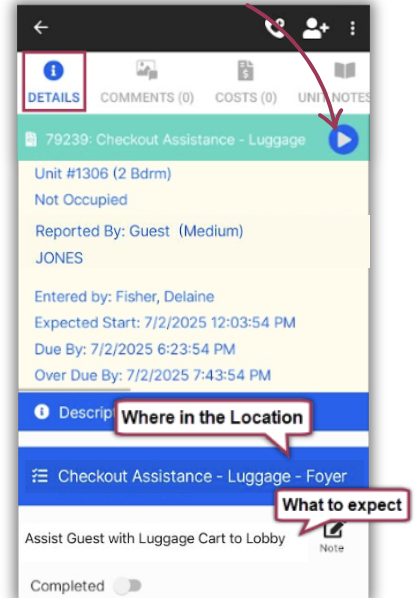 DETAILS COMMENTS (0) COSTS (0) UNIT NOTES
79239: Checkout Assistance - Luggage
Unit #1306 (2 Bdrm)
Not Occupied
Reported By: Guest (Medium)
JONES
Entered by: Fisher, Delaine
Expected Start: 7/2/2025 12:03:54 PM
Due By: 7/2/2025 6:23:54 PM
Over Due By: 7/2/2025 7:43:54 PM
Descript
Where in the Location
Checkout Assistance - Luggage - Foyer
What to expect
Assist Guest with Luggage Cart to Lobby
Note
Completed